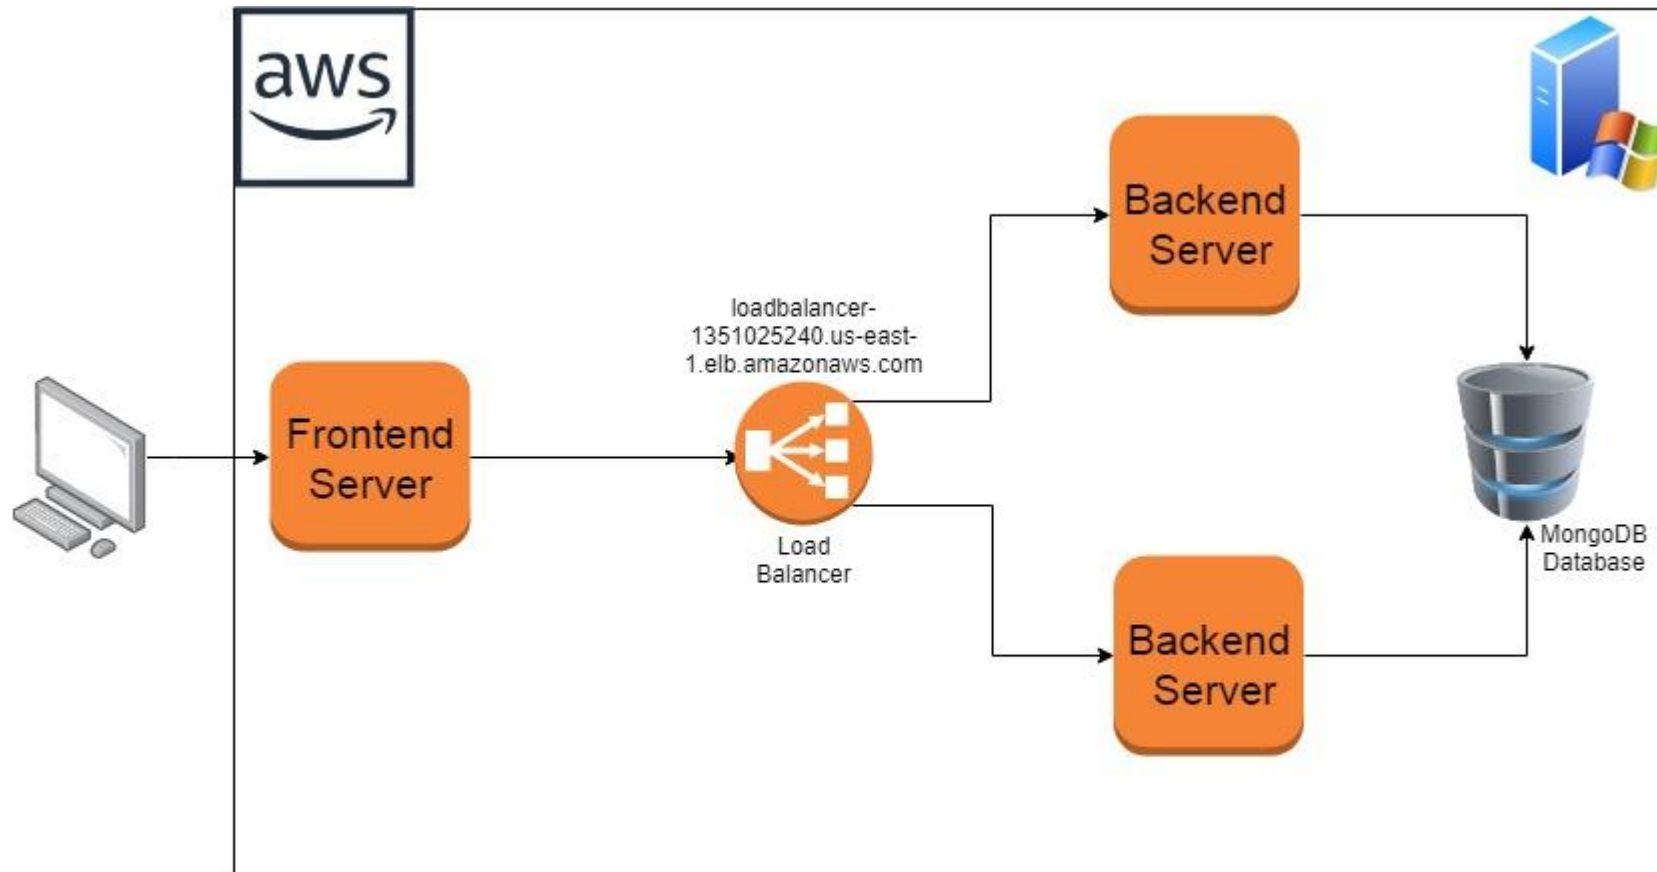 aws
Backend
Server
loadbalancer-
1351025240.us-east-
1.elb.amazonaws.com
Frontend
Server
Load
Balancer
MongoDB
Database
Backend
Server